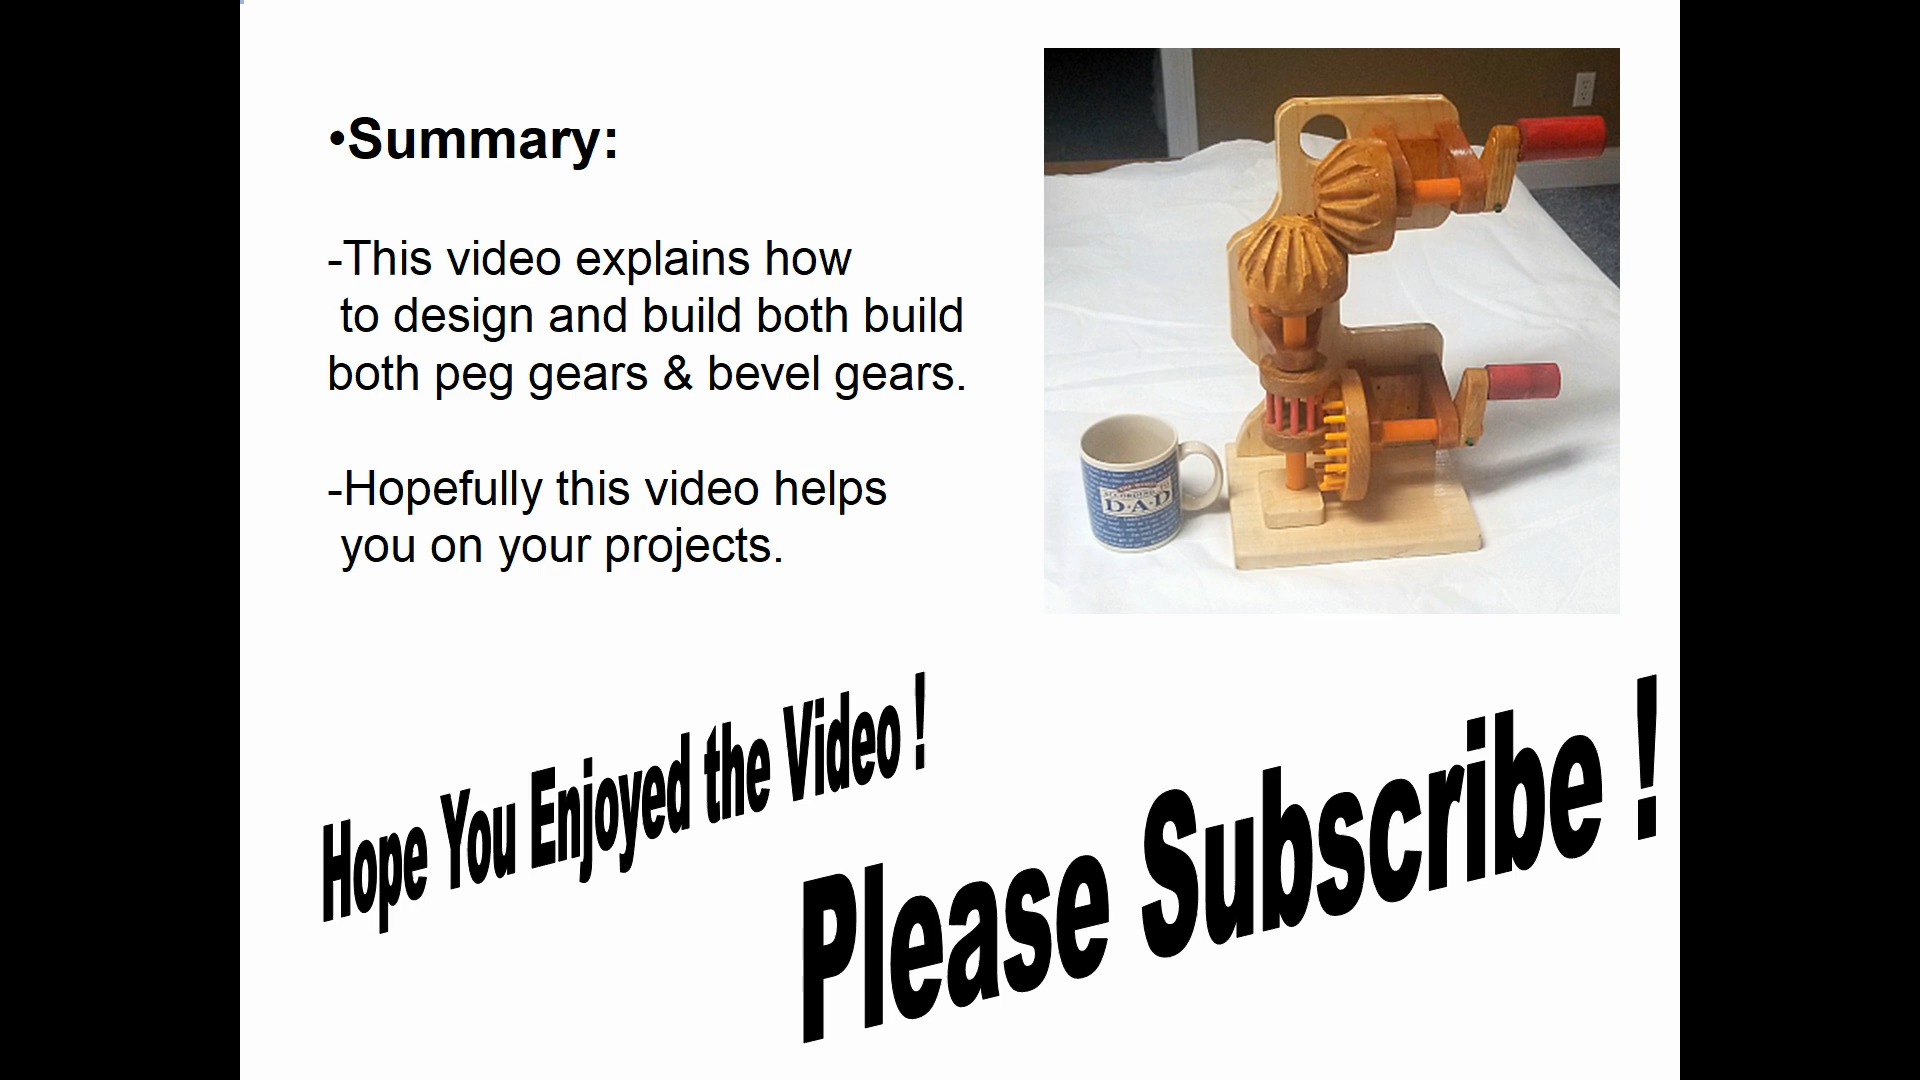 •Summary:
-This video explains how
to design and build both build
both peg gears & bevel gears.
-Hopefully this video helps
you on your projects.
D·A·D
Hope You Enjoyed the Video !
Please Subscribe !